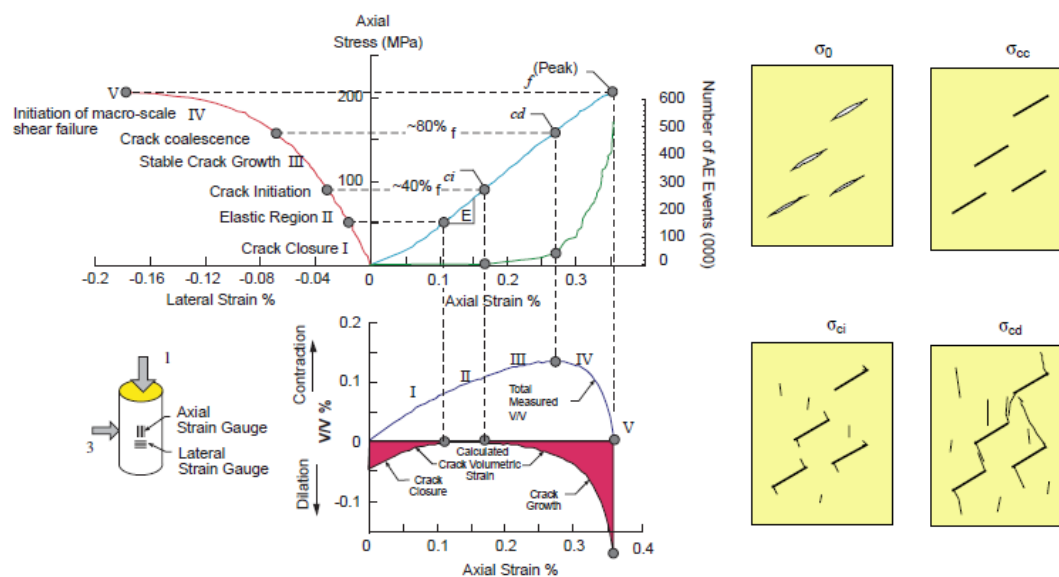 Axial
Stress (MPa)
(Peak)
f
V
200
cd
600
Initiation of macro-scale
shear failure
IV
~80% f
500
Crack coalescence
400
Stable Crack Growth III
ci
300
Crack Initiation
~40% f
100
200
Elastic Region II
E
100
Crack Closure I
0
Number of AE Events (000)
-0.2 -0.16 -0.12 -0.08 -0.04 0 0.1 0.2 0.3
Lateral Strain %
Axial Strain %
1
3
Axial
Strain Gauge
Lateral
Strain Gauge
0.2
Contraction
III
IV
0.1
II
I
Total
Measured
V/V
V/V %
0
V
Calculated
Crack Volumetric
Strain
Crack
Closure
Crack
Growth
Dilation
-0.1
0 0.1 0.2 0.3 0.4
Axial Strain %
σ0
σcc
σci
σcd